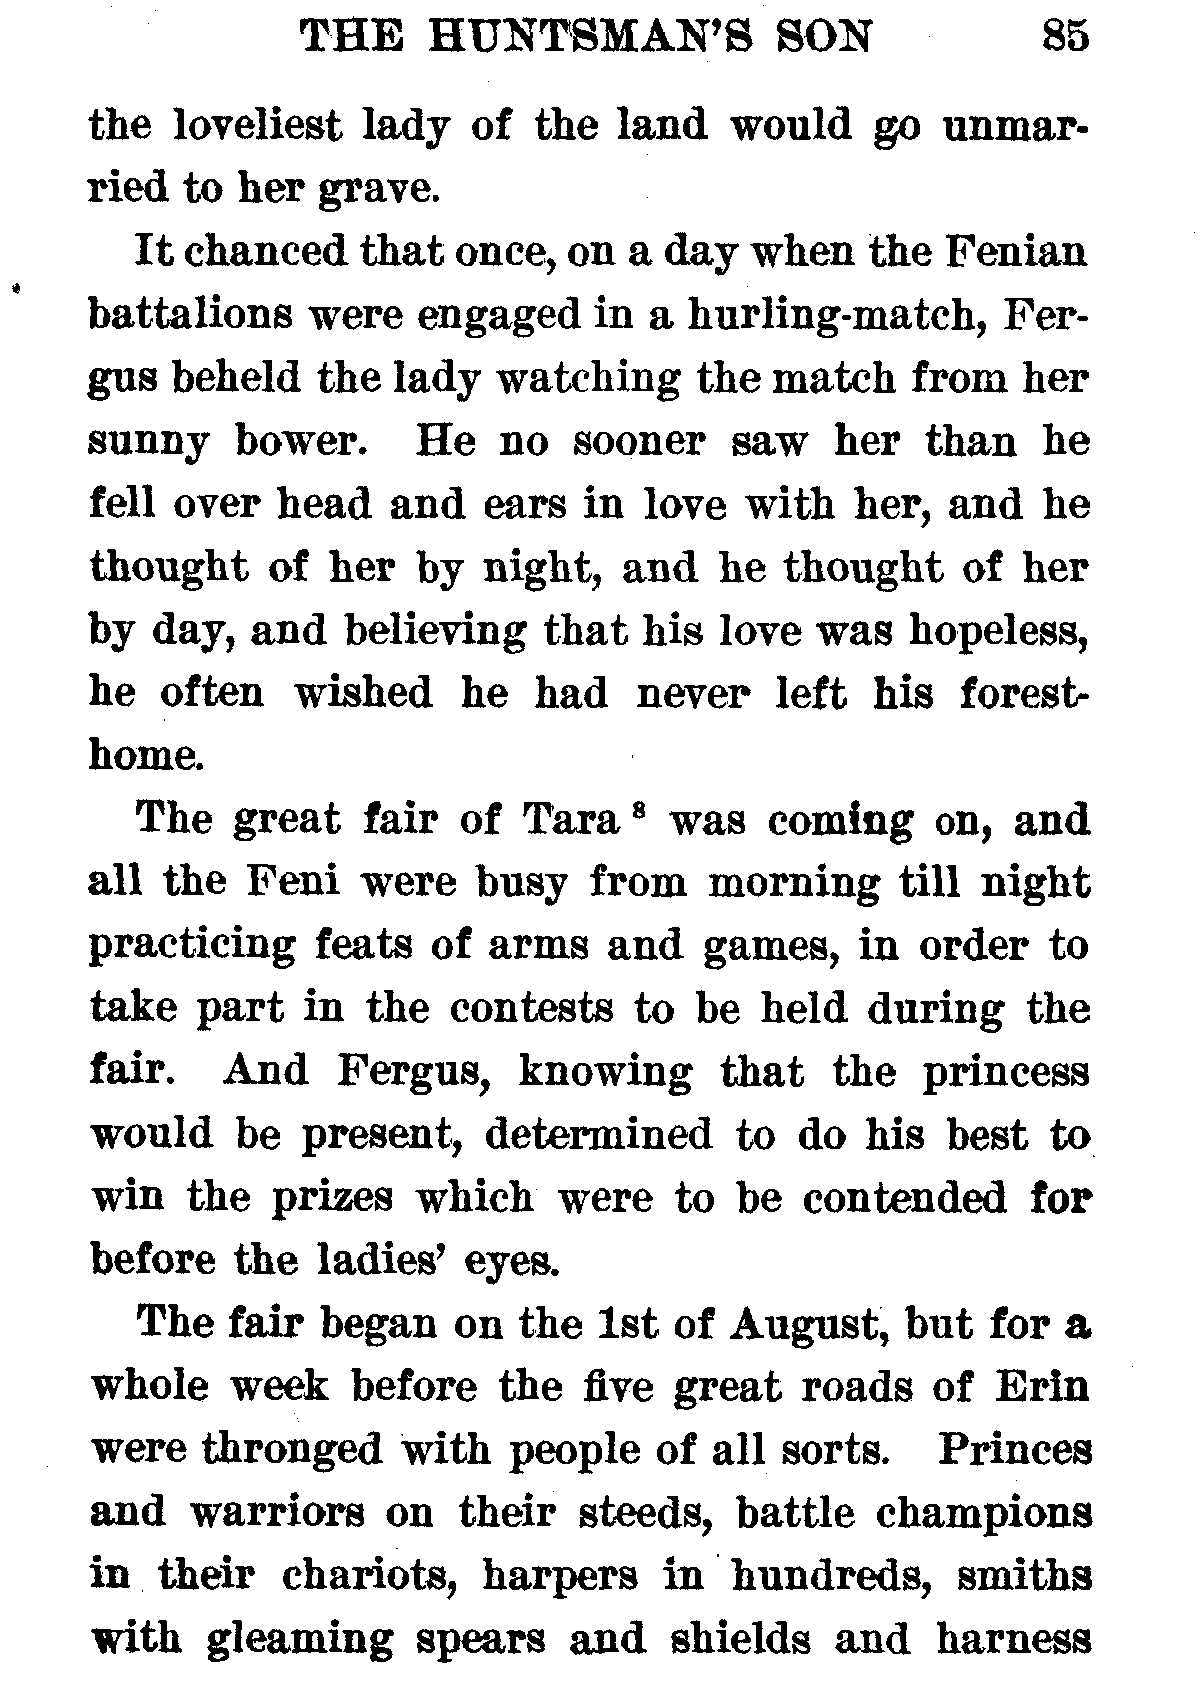 THE HUNTSMAN'S SON 85
the loveliest lady of the land would go unmar-
ried to her grave.
It chanced that once, on a day when the Fenian
battalions were engaged in a hurling-match, Fer-
gus beheld the lady watching the match from her
sunny bower. He no sooner saw her than he
fell over head and ears in love with her, and he
thought of her by night, and he thought of her
by day, and believing that his love was hopeless,
he often wished he had never left his forest-
home.
The great fair of Tara ⁸ was coming on, and
all the Feni were busy from morning till night
practicing feats of arms and games, in order to
take part in the contests to be held during the
fair. And Fergus, knowing that the princess
would be present, determined to do his best to
win the prizes which were to be contended for
before the ladies' eyes.
The fair began on the 1st of August, but for a
whole week before the five great roads of Erin
were thronged with people of all sorts. Princes
and warriors on their steeds, battle champions
in their chariots, harpers in hundreds, smiths
with gleaming spears and shields and harness